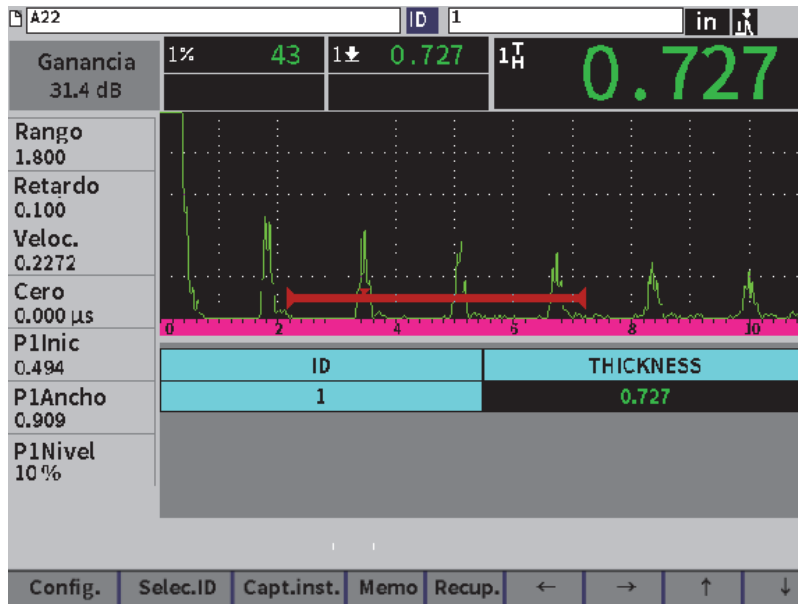 A22 ID 1 in
Ganancia
31.4 dB
1% 43
1 0.727
1 T H 0.727
Rango
1.800
Retardo
0.100
Veloc.
0.2272
Cero
0.000 µs
P1Inic
0.494
P1Ancho
0.909
P1Nivel
10%
0 2 4 6 8 10
ID THICKNESS
1 0.727
Config. Selec.ID Capt.inst. Memo Recup. ← → ↑ ↓